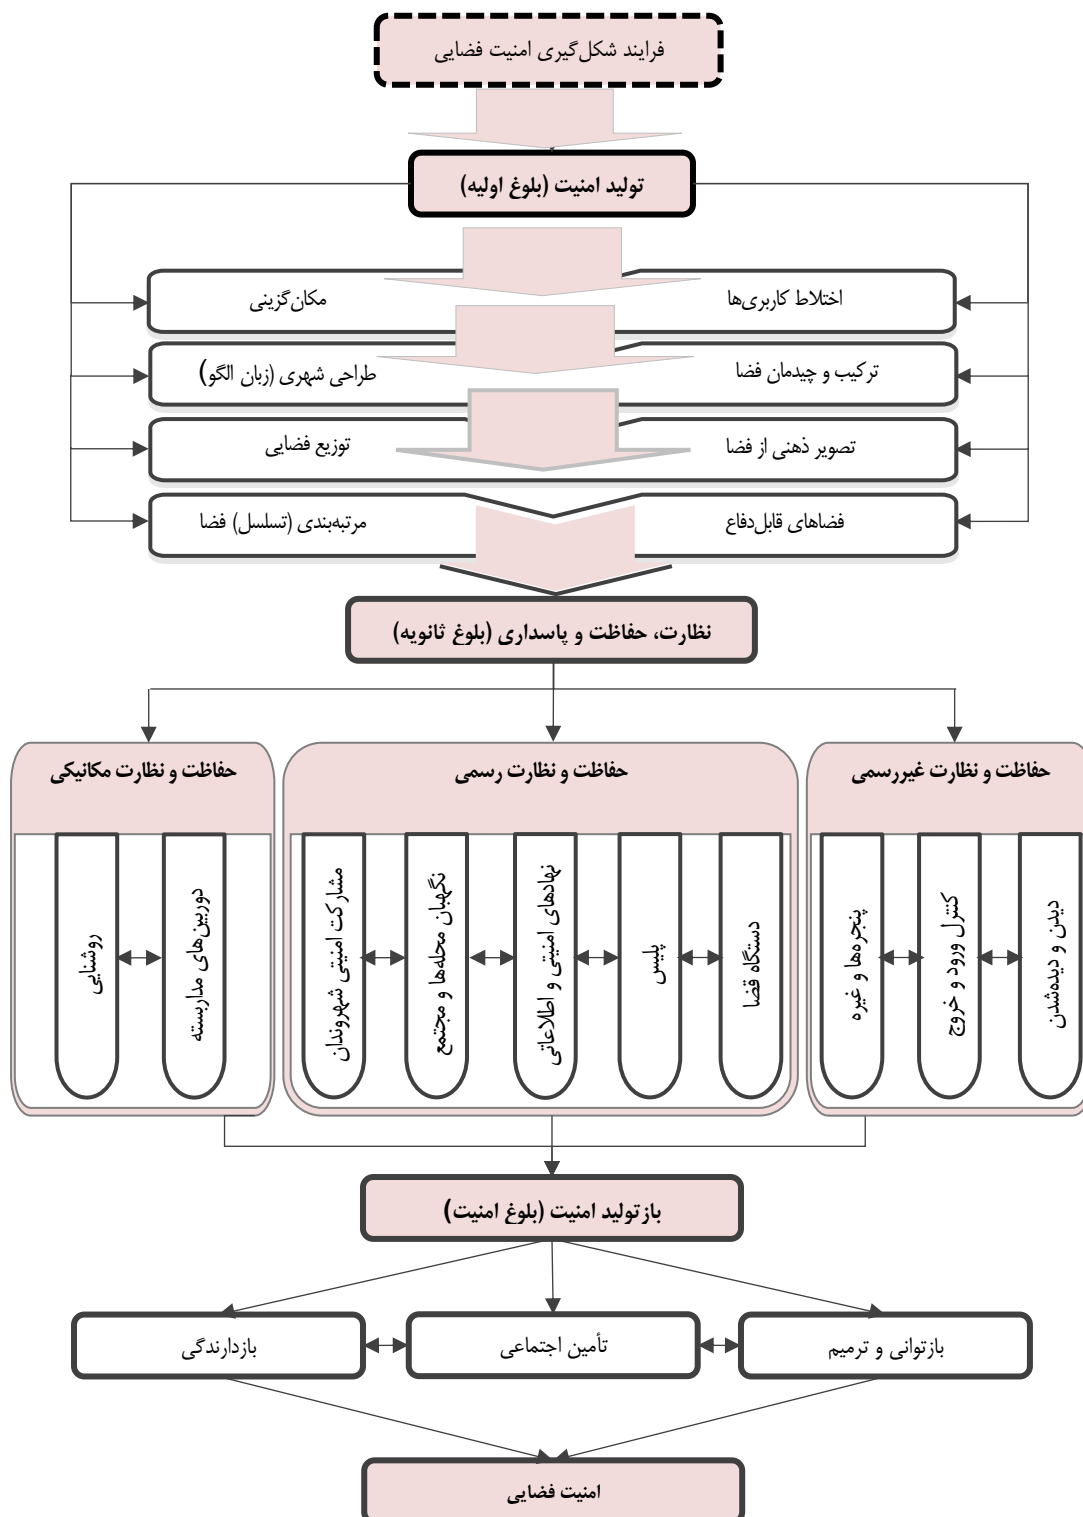 فرایند شکل‌گیری امنیت فضایی
تولید امنیت (بلوغ اولیه)
اختلاط کاربری‌ها
مکان‌گزینی
ترکیب و چیدمان فضا
طراحی شهری (زبان الگو)
تصویر ذهنی از فضا
توزیع فضایی
فضاهای قابل‌دفاع
مرتبه‌بندی (تسلسل) فضا
نظارت، حفاظت و پاسداری (بلوغ ثانویه)
حفاظت و نظارت غیررسمی
دیدن و دیده‌شدن
کنترل ورود و خروج
پنجره‌ها و غیره
حفاظت و نظارت رسمی
دستگاه قضا
پلیس
نهادهای امنیتی و اطلاعاتی
نگهبان محله‌ها و مجتمع
مشارکت امنیتی شهروندان
حفاظت و نظارت مکانیکی
دوربین‌های مداربسته
روشنایی
بازتولید امنیت (بلوغ امنیت)
بازتوانی و ترمیم
تأمین اجتماعی
بازدارندگی
امنیت فضایی